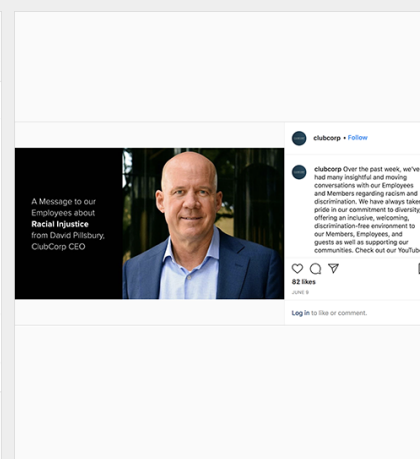 A Message to our
Employees about
Racial Injustice
from David Pillsbury,
ClubCorp CEO
clubcorp • Follow
clubcorp Over the past week, we've
had many insightful and moving
conversations with our Employees
and Members regarding racism and
discrimination. We have always taken
pride in our commitment to diversity,
offering an inclusive, welcoming,
discrimination-free environment to
our Members, Employees, and
guests as well as supporting our
communities. Check out our YouTube
82 likes
JUNE 9
Log in to like or comment.